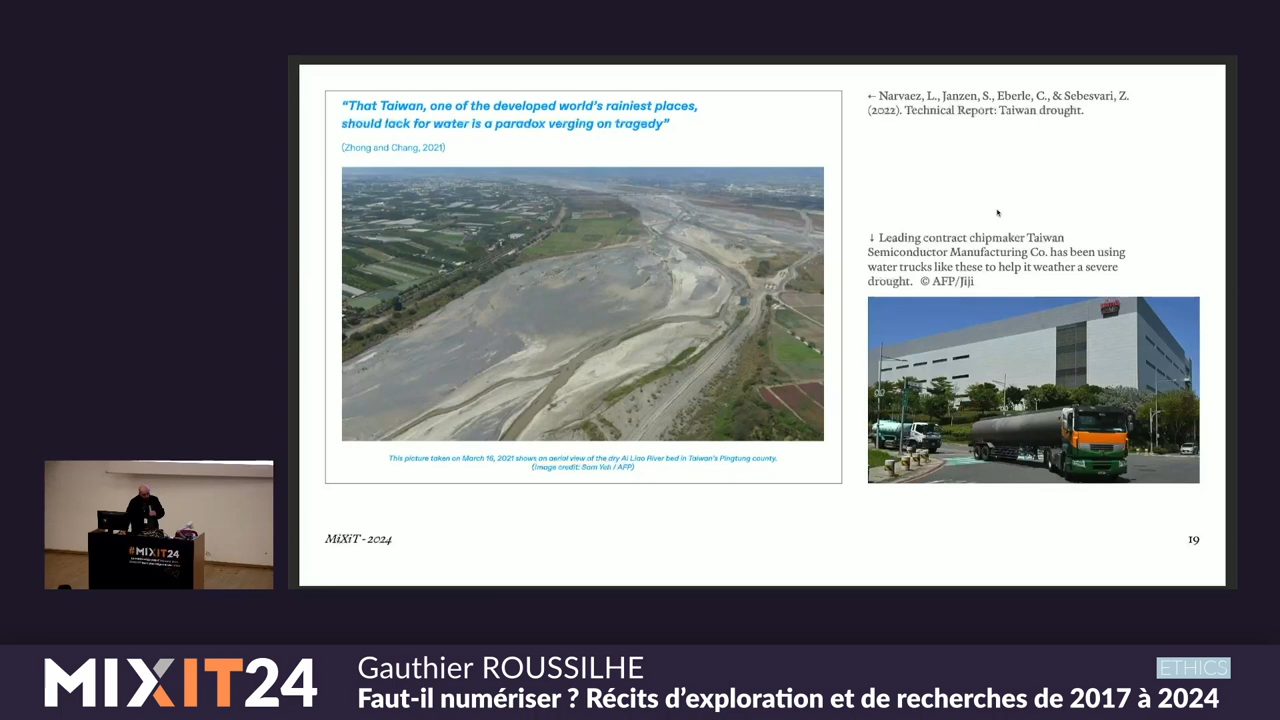 “That Taiwan, one of the developed world’s rainiest places,
should lack for water is a paradox verging on tragedy”
(Zhong and Chang, 2021)
This picture taken on March 16, 2021 shows an aerial view of the dry Ai Liao River bed in Taiwan's Pingtung county.
(Image credit: Sam Yeh / AFP)
← Narvaez, L., Janzen, S., Eberle, C., & Sebesvari, Z.
(2022). Technical Report: Taiwan drought.
↓ Leading contract chipmaker Taiwan
Semiconductor Manufacturing Co. has been using
water trucks like these to help it weather a severe
drought. © AFP/Jiji
MiXiT - 2024
19
#MIXIT24
MIXIT24
Gauthier ROUSSILHE
ETHICS
Faut-il numériser ? Récits d’exploration et de recherches de 2017 à 2024